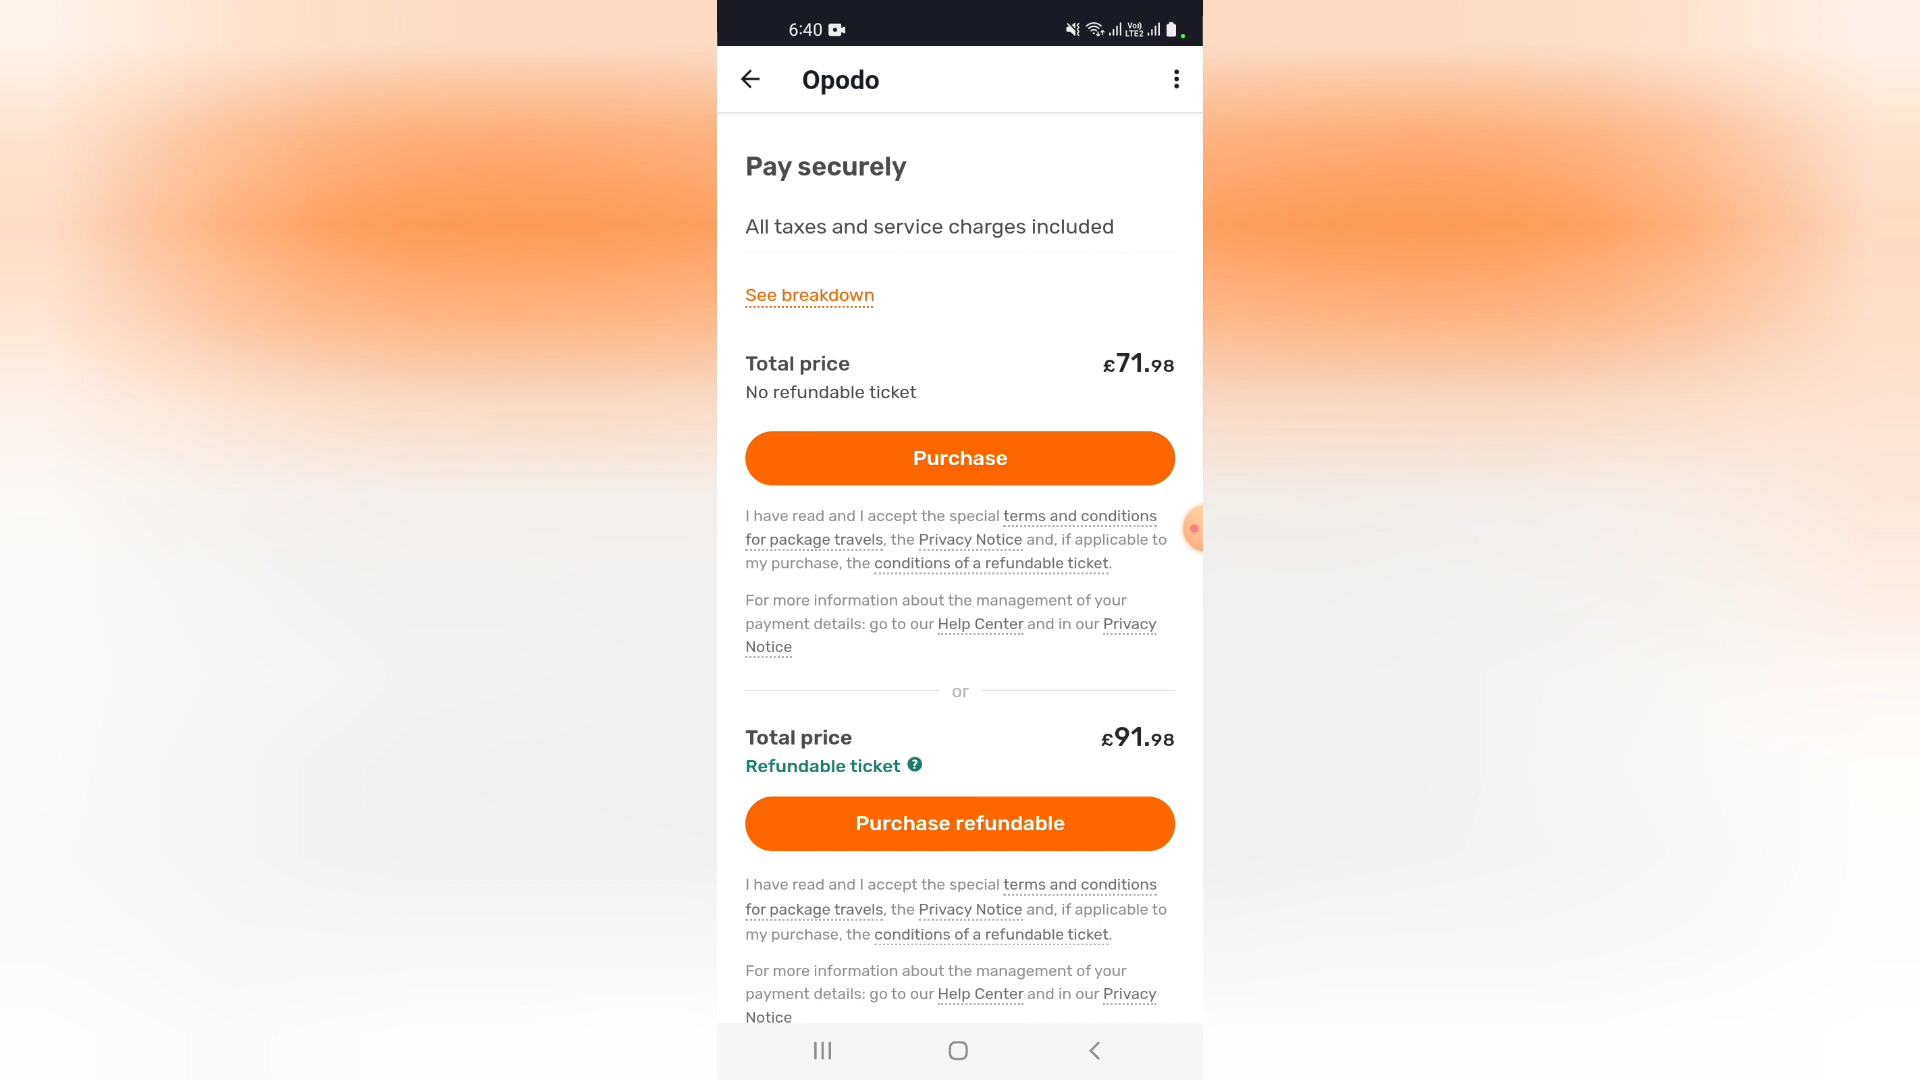 6:40
Vo))
LTE2
Opodo
Pay securely
All taxes and service charges included
See breakdown
Total price
£71.98
No refundable ticket
Purchase
I have read and I accept the special terms and conditions
for package travels, the Privacy Notice and, if applicable to
my purchase, the conditions of a refundable ticket.
For more information about the management of your
payment details: go to our Help Center and in our Privacy
Notice
or
Total price
£91.98
Refundable ticket ?
Purchase refundable
I have read and I accept the special terms and conditions
for package travels, the Privacy Notice and, if applicable to
my purchase, the conditions of a refundable ticket.
For more information about the management of your
payment details: go to our Help Center and in our Privacy
Notice